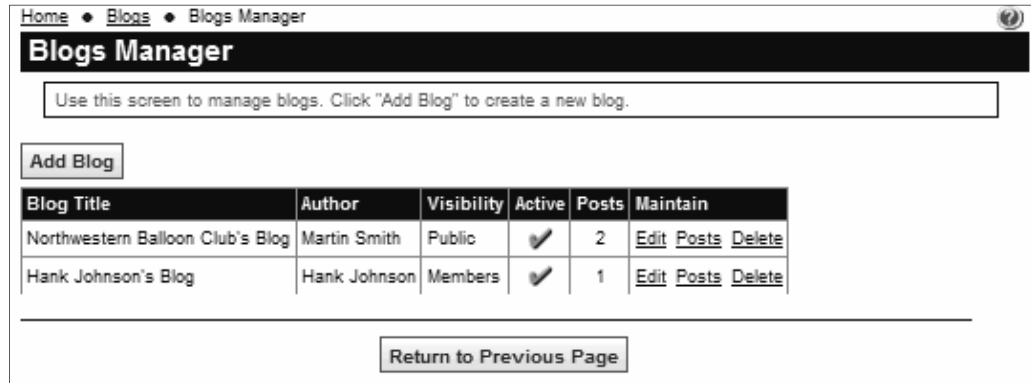 Home ● Blogs ● Blogs Manager
Blogs Manager
Use this screen to manage blogs. Click "Add Blog" to create a new blog.
Add Blog
Blog Title Author Visibility Active Posts Maintain
Northwestern Balloon Club's Blog Martin Smith Public ✔ 2 Edit Posts Delete
Hank Johnson's Blog Hank Johnson Members ✔ 1 Edit Posts Delete
Return to Previous Page